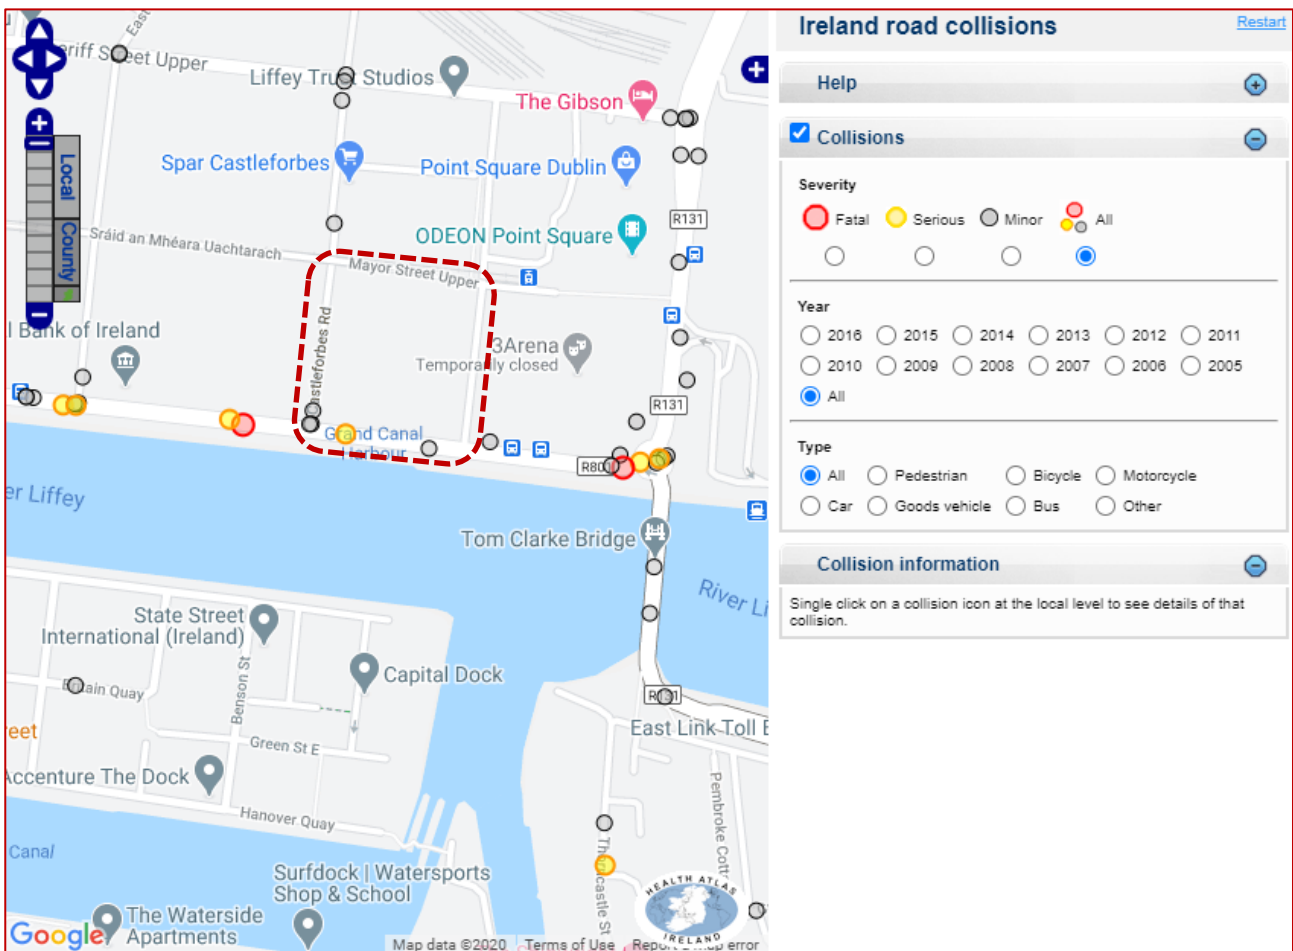 East
eriff Street Upper
Liffey Trust Studios
The Gibson
Spar Castleforbes
Point Square Dublin
R131
ODEON Point Square
Sráid an Mhéara Uachtarach
Mayor Street Upper
Local
County
l Bank of Ireland
astleforbes Rd
3Arena
Temporarily closed
R131
Grand Canal
Harbour
R801
er Liffey
Tom Clarke Bridge
River Li
State Street
International (Ireland)
Capital Dock
Britain Quay
Benson St
R131
East Link Toll B
reet
Green St E
Accenture The Dock
Pembroke Cott
Hanover Quay
Canal
Thorncastle St
Surfdock | Watersports
Shop & School
HEALTH ATLAS
IRELAND
The Waterside
Apartments
Google
Map data ©2020 Terms of Use Report a map error
Ireland road collisions
Restart
Help
Collisions
Severity
Fatal Serious Minor All
Year
2016 2015 2014 2013 2012 2011
2010 2009 2008 2007 2006 2005
All
Type
All Pedestrian Bicycle Motorcycle
Car Goods vehicle Bus Other
Collision information
Single click on a collision icon at the local level to see details of that
collision.